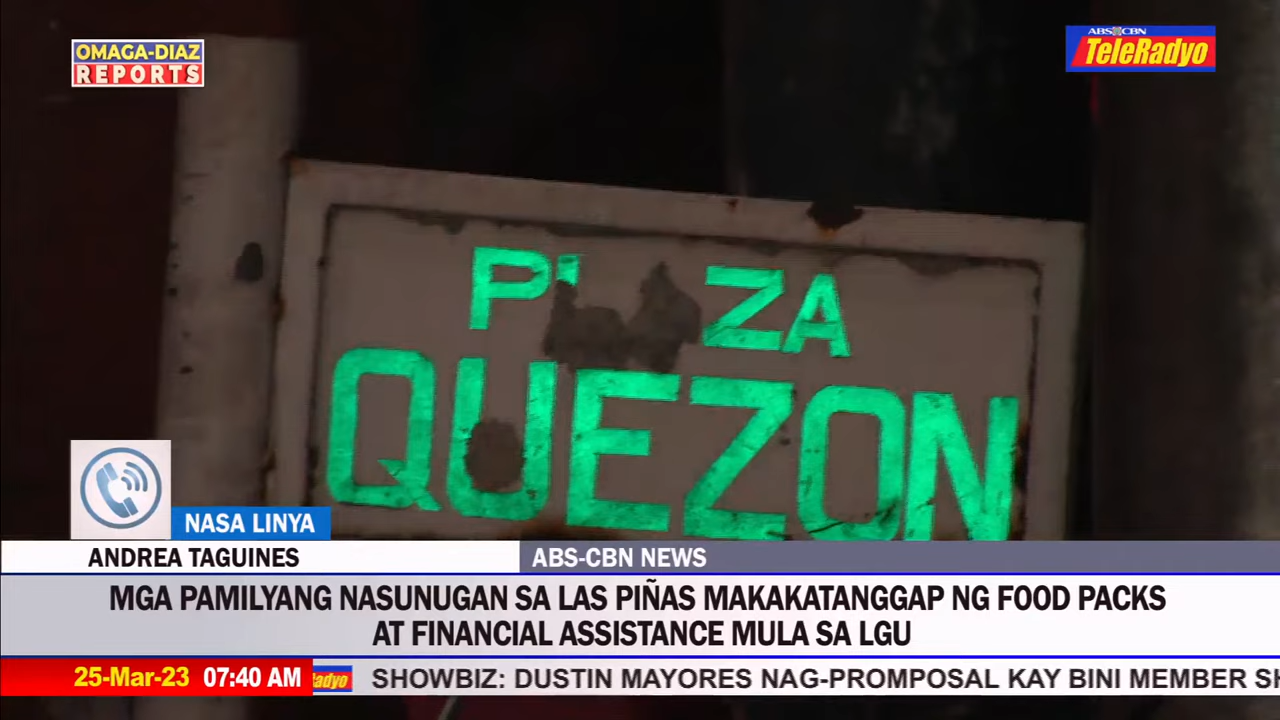 OMAGA-DIAZ
REPORTS
ABS-CBN
TeleRadyo
PLAZA
QUEZON
NASA LINYA
ANDREA TAGUINES
ABS-CBN NEWS
MGA PAMILYANG NASUNUGAN SA LAS PIÑAS MAKAKATANGGAP NG FOOD PACKS
AT FINANCIAL ASSISTANCE MULA SA LGU
25-Mar-23 07:40 AM
SHOWBIZ: DUSTIN MAYORES NAG-PROMPOSAL KAY BINI MEMBER